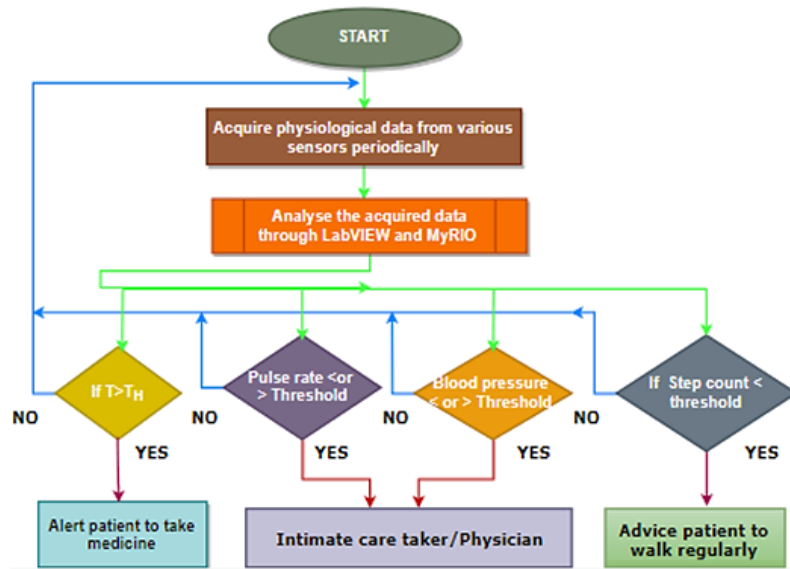 START
Acquire physiological data from various
sensors periodically
Analyse the acquired data
through LabVIEW and MyRIO
If T>TH
Pulse rate <or
> Threshold
Blood pressure
< or > Threshold
If Step count <
threshold
NO
NO
NO
NO
YES
YES
YES
YES
Alert patient to take
medicine
Intimate care taker/Physician
Advice patient to
walk regularly